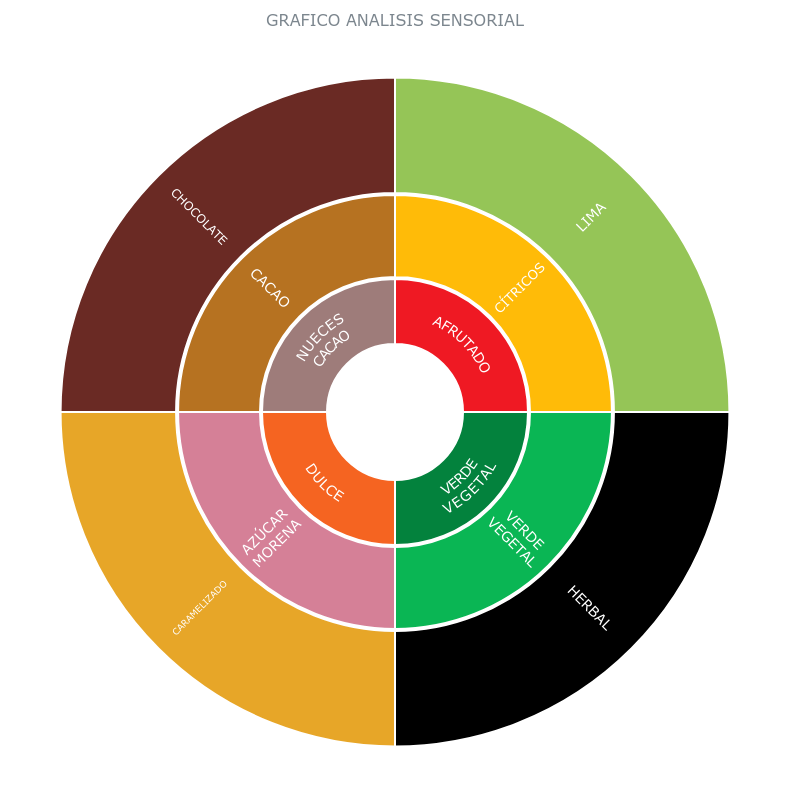 GRAFICO ANALISIS SENSORIAL
CHOCOLATE
LIMA
CACAO
CÍTRICOS
NUECES
CACAO
AFRUTADO
DULCE
VERDE
VEGETAL
AZÚCAR
MORENA
VERDE
VEGETAL
CARAMELIZADO
HERBAL